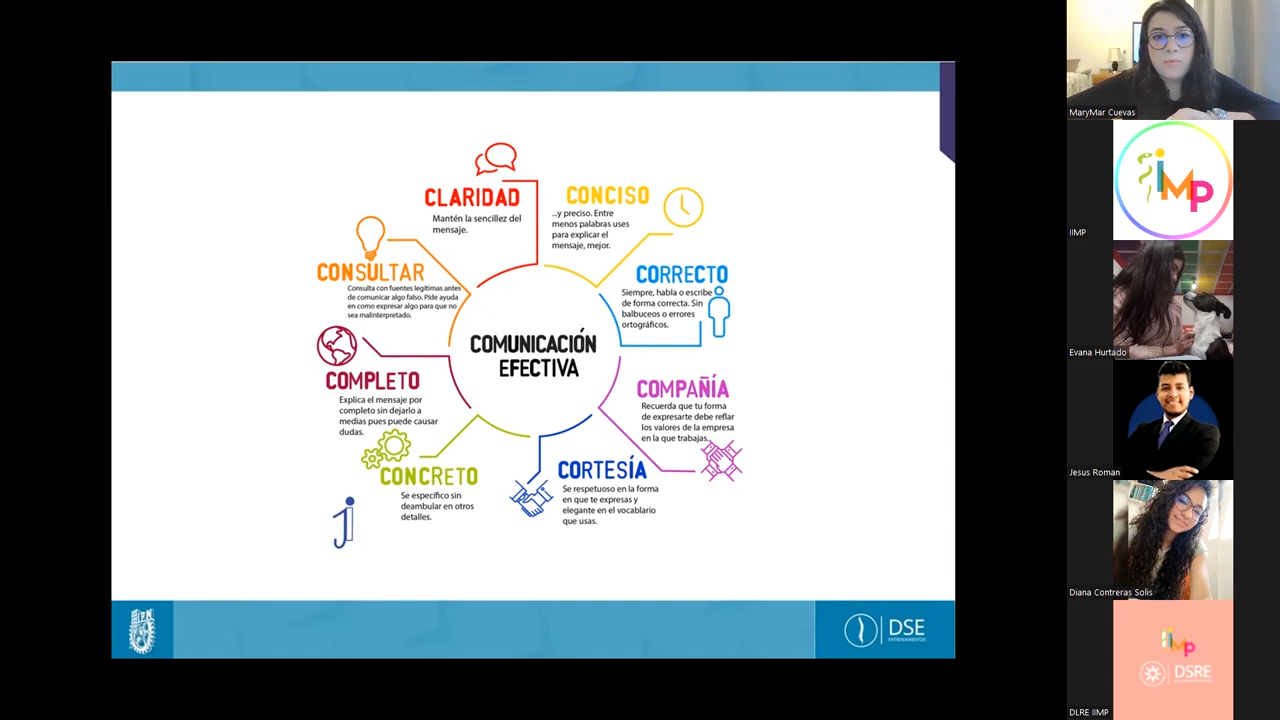 CLARIDAD
Mantén la sencillez del
mensaje.
CONCISO
...y preciso. Entre
menos palabras uses
para explicar el
mensaje, mejor.
CONSULTAR
Consulta con fuentes legítimas antes
de comunicar algo falso. Pide ayuda
en como expresar algo para que no
sea malinterpretado.
CORRECTO
Siempre, habla o escribe
de forma correcta. Sin
balbuceos o errores
ortográficos.
COMUNICACIÓN
EFECTIVA
COMPLETO
Explica el mensaje por
completo sin dejarlo a
medias pues puede causar
dudas.
COMPAÑÍA
Recuerda que tu forma
de expresarte debe reflar
los valores de la empresa
en la que trabajas.
CONCRETO
Se específico sin
deambular en otros
detalles.
CORTESÍA
Se respetuoso en la forma
en que te expresas y
elegante en el vocablario
que usas.
ji
DSE
ENTRENAMIENTOS
MaryMar Cuevas
iMP
IIMP
Evana Hurtado
Jesus Roman
Diana Contreras Solis
iMP
DSRE
DLRE IIMP